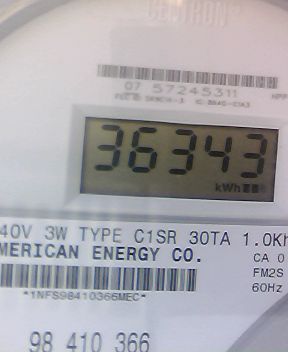 CENTRON
07 57245311
36343
kWh
40V 3W TYPE C1SR 30TA 1.0Kh
MERICAN ENERGY CO.
CA 0
FM2S
60Hz
*1NFS98410366MEC*
98 410 366